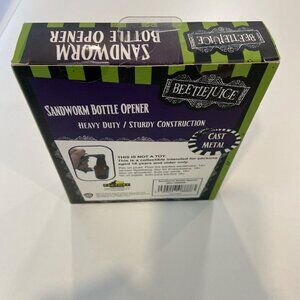 SANDWORM
BOTTLE OPENER
BEETLEJUICE
BEETLEJUICE
SANDWORM BOTTLE OPENER
HEAVY DUTY / STURDY CONSTRUCTION
CAST
METAL
THIS IS NOT A TOY
This is a collectible intended for persons
aged 14 years and older only.